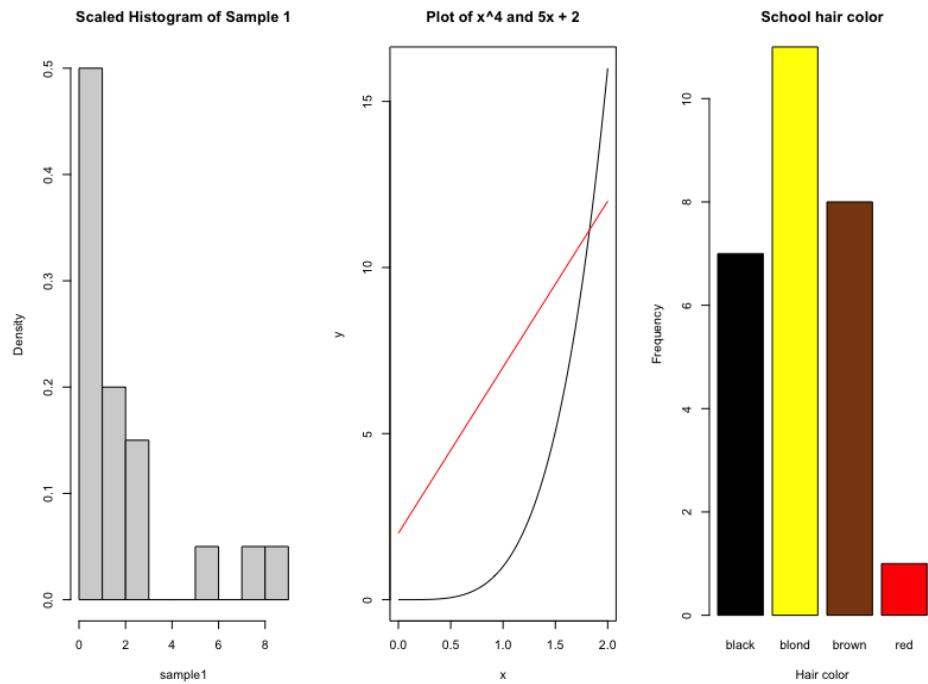 Scaled Histogram of Sample 1
Density
0.0
0.1
0.2
0.3
0.4
0.5
0 2 4 6 8
sample1
Plot of x^4 and 5x + 2
y
0
5
10
15
0.0 0.5 1.0 1.5 2.0
x
School hair color
Frequency
0
2
4
6
8
10
black blond brown red
Hair color